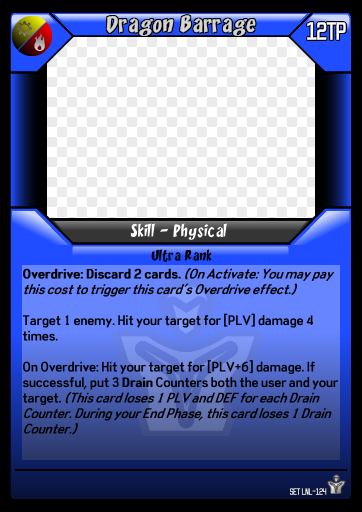 Dragon Barrage
12TP
Skill - Physical
Ultra Rank
Overdrive: Discard 2 cards. (On Activate: You may pay
this cost to trigger this card's Overdrive effect.)
Target 1 enemy. Hit your target for [PLV] damage 4
times.
On Overdrive: Hit your target for [PLV+6] damage. If
successful, put 3 Drain Counters both the user and your
target. (This card loses 1 PLV and DEF for each Drain
Counter. During your End Phase, this card loses 1 Drain
Counter.)
SET LNL-124